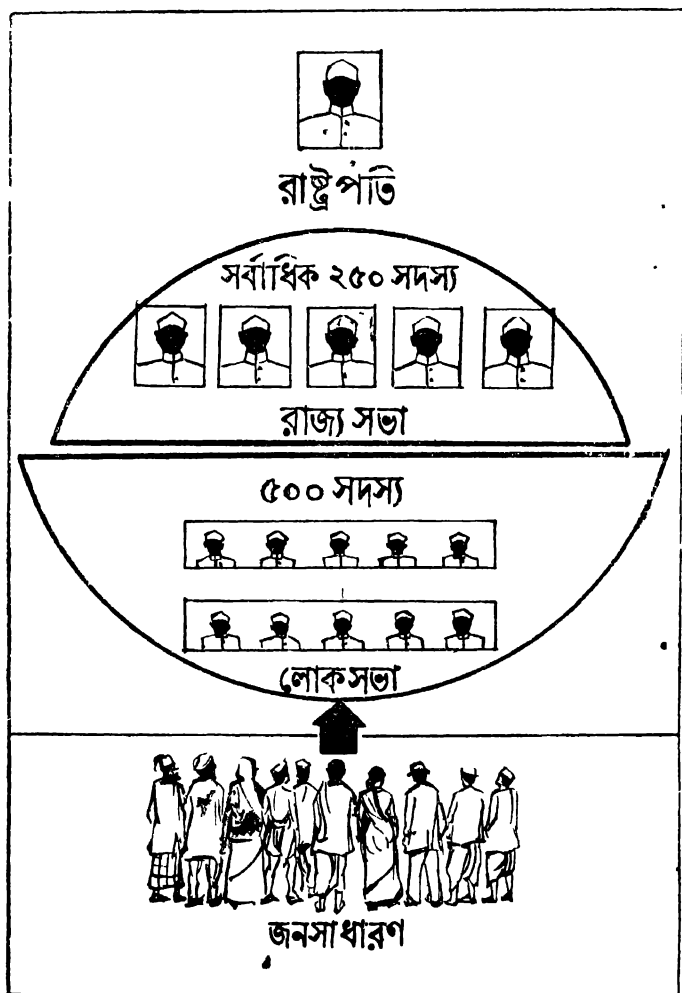 রাষ্ট্রপতি
সর্বাধিক ২৫০ সদস্য
রাজ্য সভা
৫০০ সদস্য
লোকসভা
জনসাধারণ